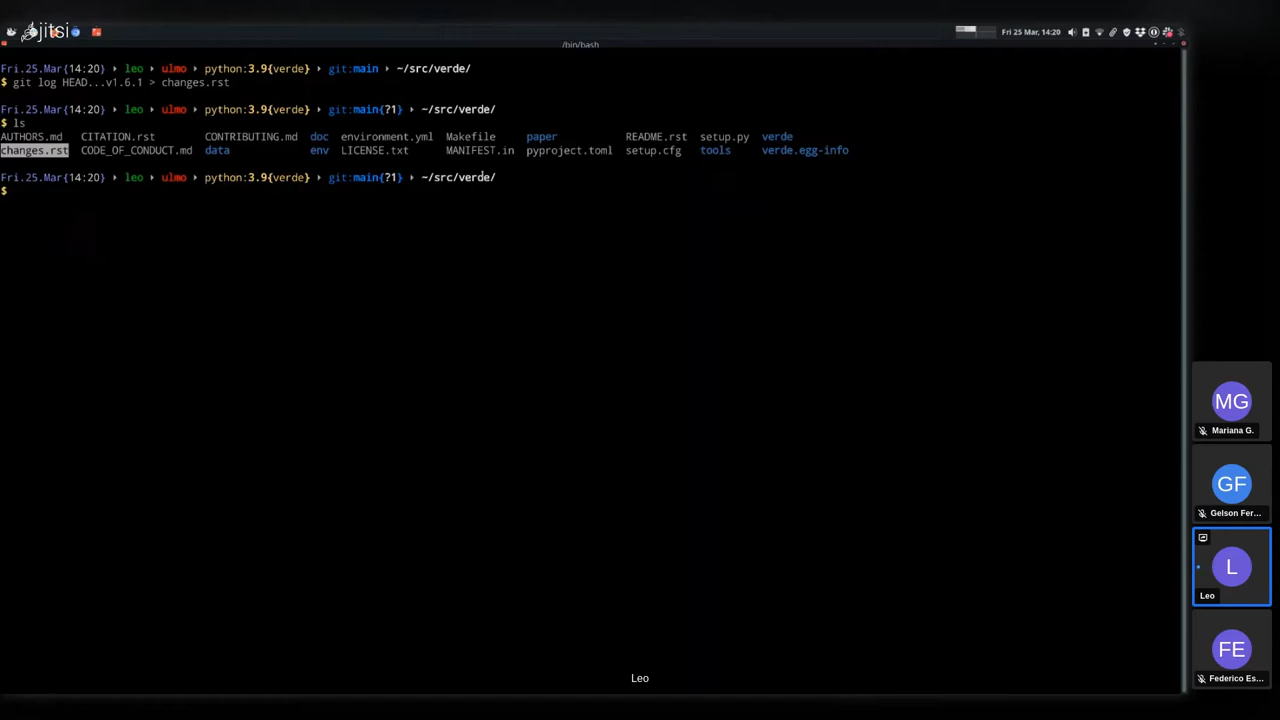 jitsi
Fri 25 Mar, 14:20
/bin/bash
Fri.25.Mar{14:20} ▸ leo ▸ ulmo ▸ python:3.9{verde} ▸ git:main ▸ ~/src/verde/
$ git log HEAD...v1.6.1 > changes.rst
Fri.25.Mar{14:20} ▸ leo ▸ ulmo ▸ python:3.9{verde} ▸ git:main{?1} ▸ ~/src/verde/
$ ls
AUTHORS.md CITATION.rst CONTRIBUTING.md doc environment.yml Makefile paper README.rst setup.py verde
changes.rst CODE_OF_CONDUCT.md data env LICENSE.txt MANIFEST.in pyproject.toml setup.cfg tools verde.egg-info
Fri.25.Mar{14:20} ▸ leo ▸ ulmo ▸ python:3.9{verde} ▸ git:main{?1} ▸ ~/src/verde/
$
MG
Mariana G.
GF
Gelson Fer...
L
Leo
FE
Federico Es...
Leo